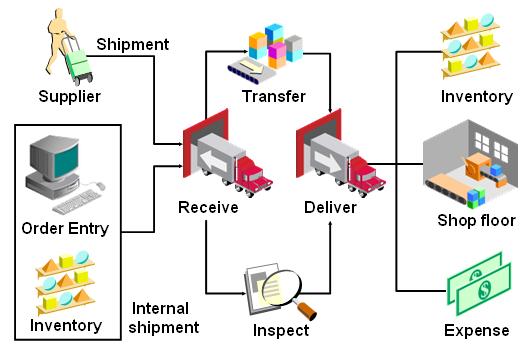 Shipment
Supplier
Transfer
Inventory
Order Entry
Receive
Deliver
Shop floor
Inventory
Internal
shipment
Inspect
Expense